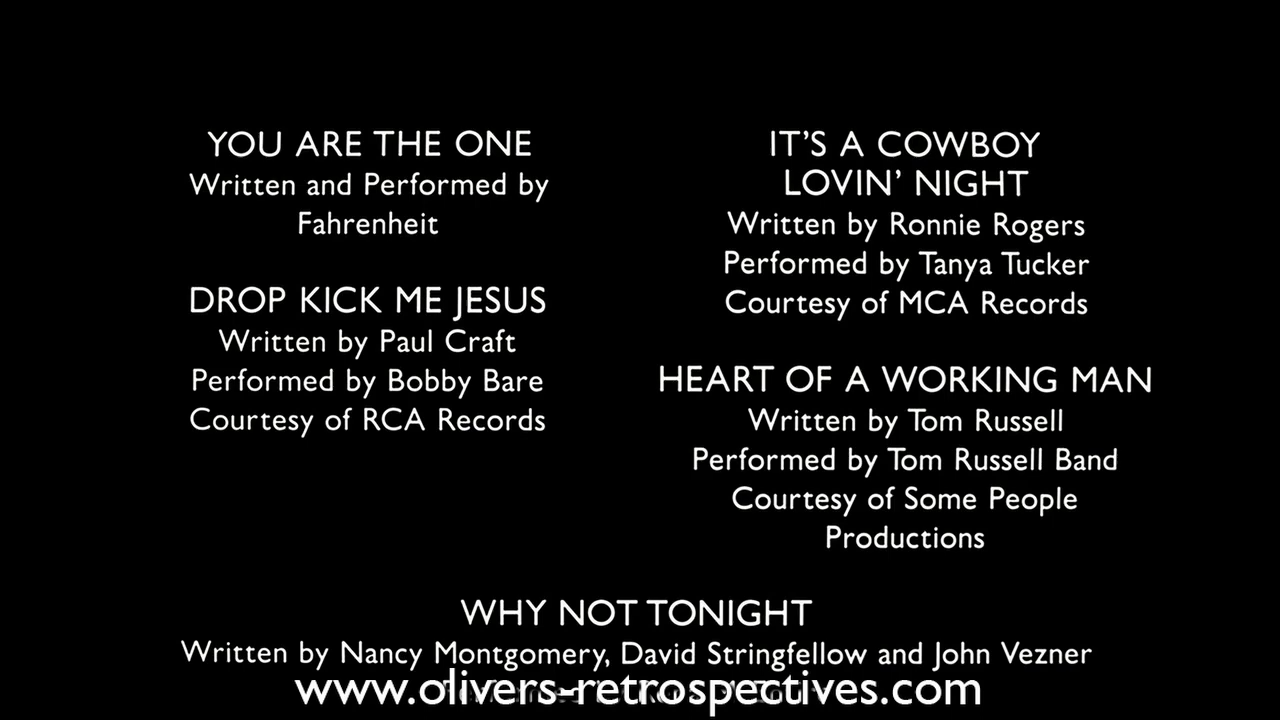 YOU ARE THE ONE
Written and Performed by
Fahrenheit
DROP KICK ME JESUS
Written by Paul Craft
Performed by Bobby Bare
Courtesy of RCA Records
IT'S A COWBOY
LOVIN' NIGHT
Written by Ronnie Rogers
Performed by Tanya Tucker
Courtesy of MCA Records
HEART OF A WORKING MAN
Written by Tom Russell
Performed by Tom Russell Band
Courtesy of Some People
Productions
WHY NOT TONIGHT
Written by Nancy Montgomery, David Stringfellow and John Vezner
www.olivers-retrospectives.com